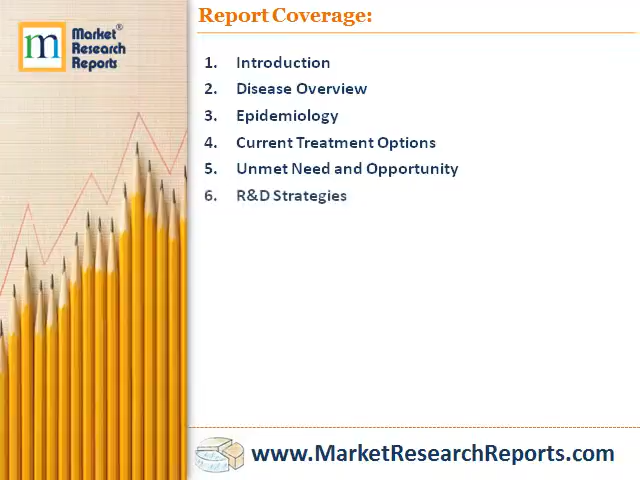 Report Coverage:
m
Market®
Research
Reports
1. Introduction
2. Disease Overview
3. Epidemiology
4. Current Treatment Options
5. Unmet Need and Opportunity
6. R&D Strategies
www.MarketResearchReports.com